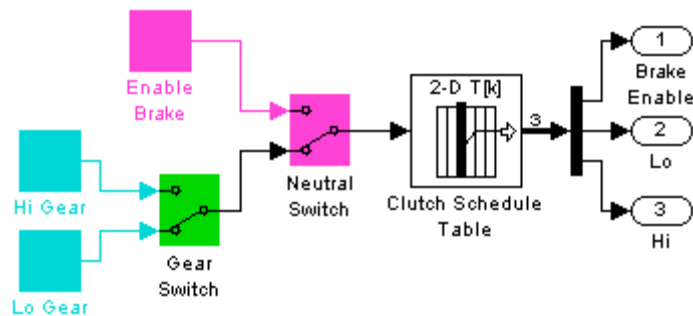 Enable
Brake
Hi Gear
Lo Gear
Gear
Switch
Neutral
Switch
2-D T[k]
Clutch Schedule
Table
3
1
Brake
Enable
2
Lo
3
Hi